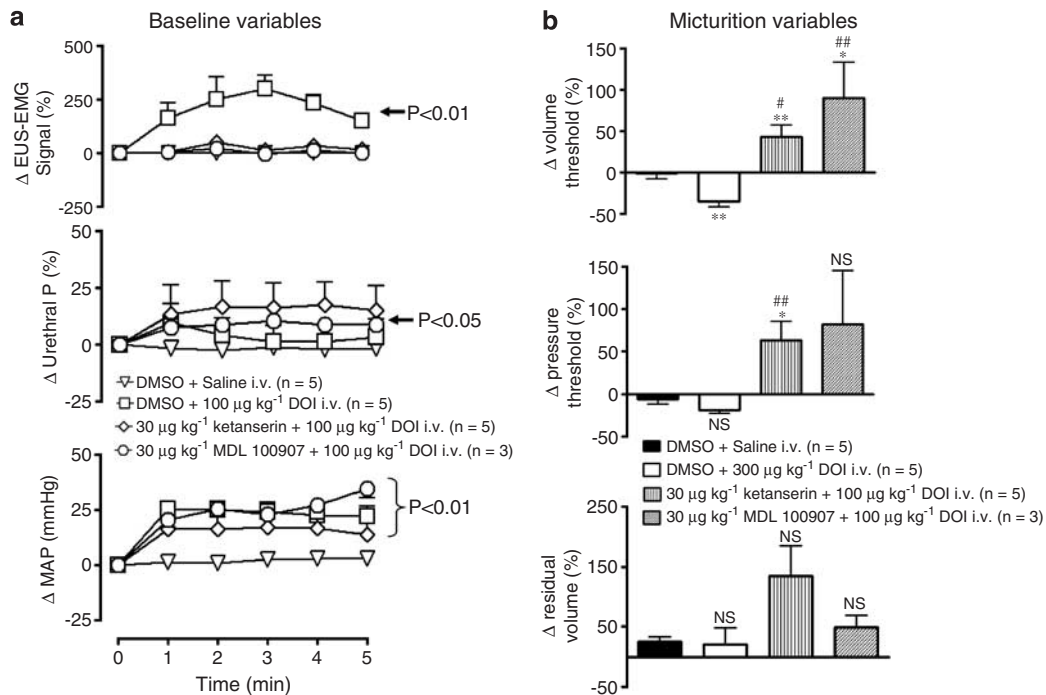 a
Baseline variables
Δ EUS-EMG
Signal (%)
500
250
0
-250
P<0.01
Δ Urethral P (%)
50
25
0
-25
P<0.05
DMSO + Saline i.v. (n = 5)
DMSO + 100 µg kg⁻¹ DOI i.v. (n = 5)
30 µg kg⁻¹ ketanserin + 100 µg kg⁻¹ DOI i.v. (n = 5)
30 µg kg⁻¹ MDL 100907 + 100 µg kg⁻¹ DOI i.v. (n = 3)
Δ MAP (mmHg)
50
25
0
-25
P<0.01
0 1 2 3 4 5
Time (min)
b
Micturition variables
Δ volume
threshold (%)
150
100
50
0
-50
**
#
**
##
*
Δ pressure
threshold (%)
150
100
50
0
-50
NS
##
*
NS
DMSO + Saline i.v. (n = 5)
DMSO + 300 µg kg⁻¹ DOI i.v. (n = 5)
30 µg kg⁻¹ ketanserin + 100 µg kg⁻¹ DOI i.v. (n = 5)
30 µg kg⁻¹ MDL 100907 + 100 µg kg⁻¹ DOI i.v. (n = 3)
Δ residual
volume (%)
250
150
50
-50
NS
NS
NS